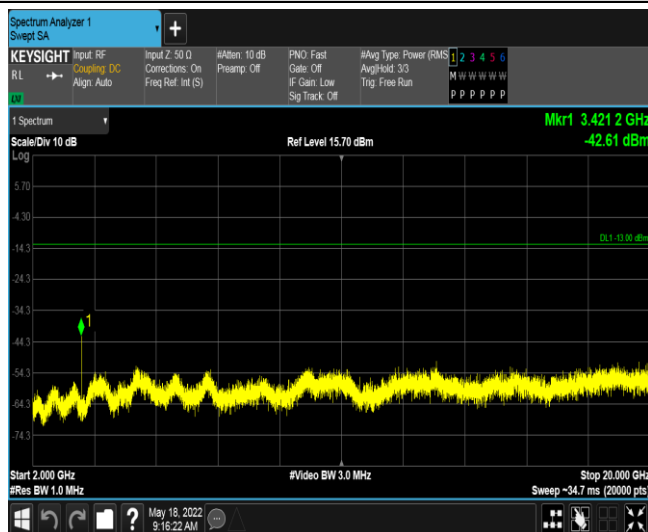 Spectrum Analyzer 1
Swept SA
+
KEYSIGHT
RL
LM
Input: RF
Coupling: DC
Align: Auto
Input Z: 50 Ω
Corrections: On
Freq Ref: Int (S)
#Atten: 10 dB
Preamp: Off
PNO: Fast
Gate: Off
IF Gain: Low
Sig Track: Off
#Avg Type: Power (RMS
Avg|Hold: 3/3
Trig: Free Run
1 2 3 4 5 6
M W W W W W
P P P P P P
1 Spectrum
Mkr1 3.421 2 GHz
Scale/Div 10 dB
Ref Level 15.70 dBm
-42.61 dBm
Log
5.70
-4.30
DL1 -13.00 dBm
-14.3
-24.3
-34.3
1
-44.3
-54.3
-64.3
-74.3
Start 2.000 GHz
#Video BW 3.0 MHz
Stop 20.000 GHz
#Res BW 1.0 MHz
Sweep ~34.7 ms (20000 pts)
?
May 18, 2022
9:16:22 AM